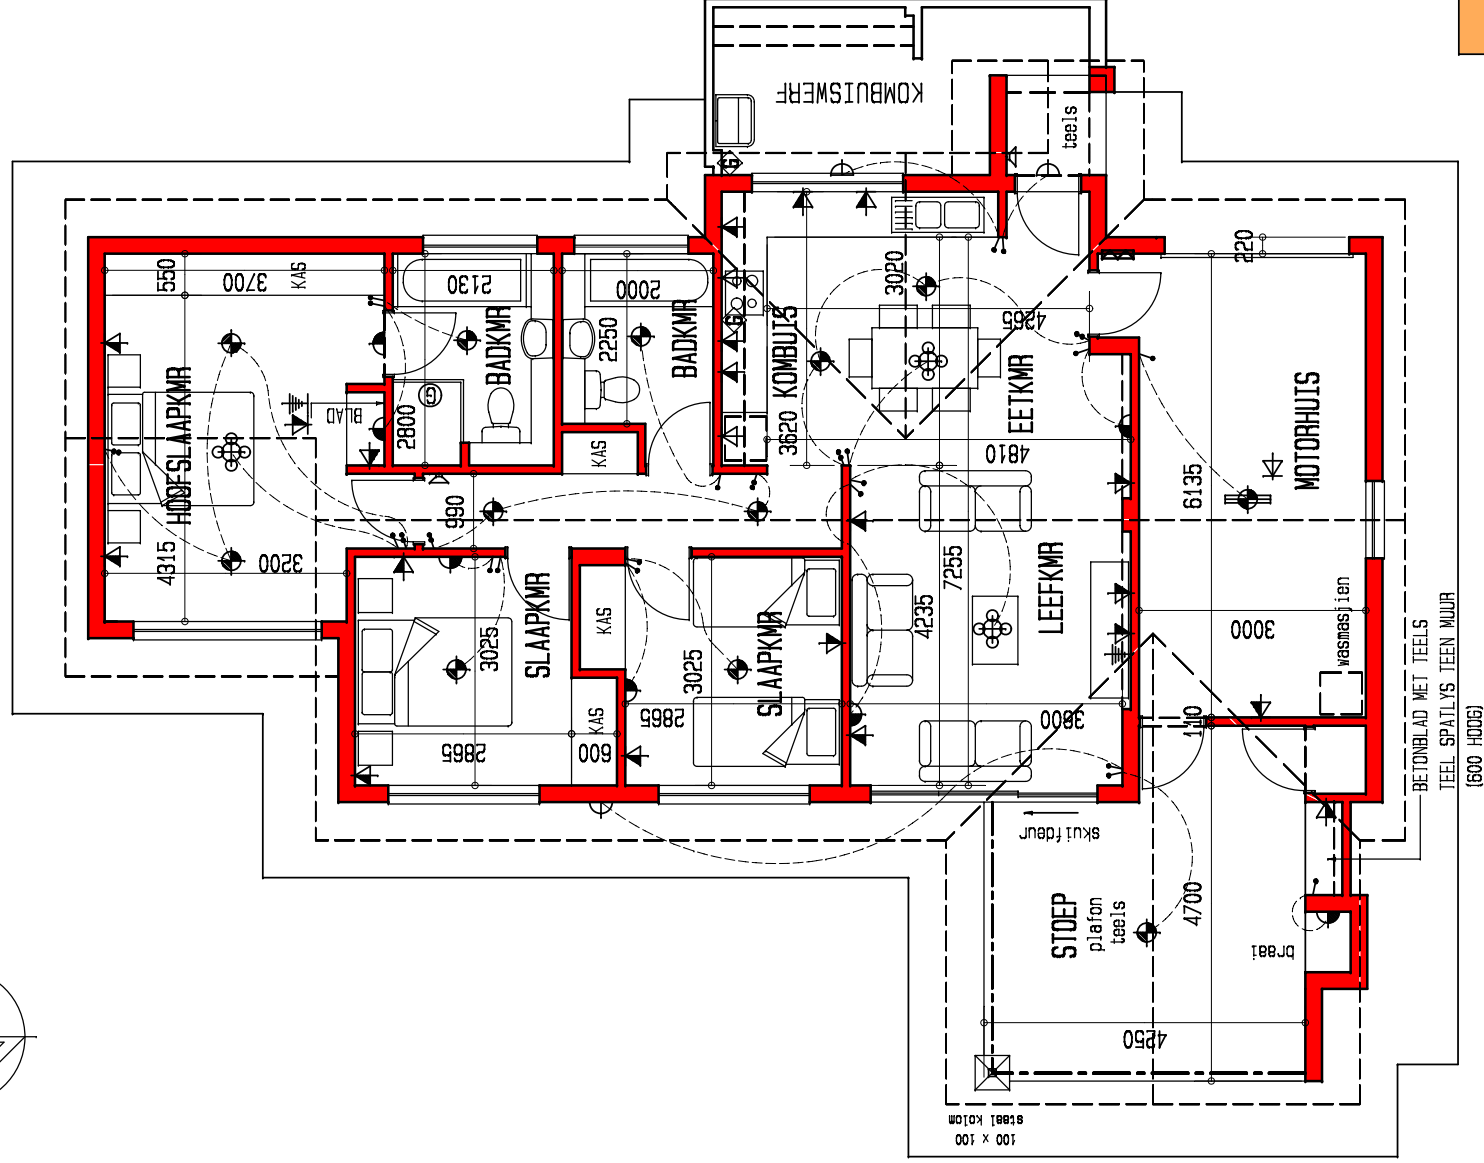 KOMBUISWERF
teels
G
220
550
3700
KAS
2130
2000
BADKMR
2250
BADKMR
G
KOMBUIS
3020
4265
EETKMR
HOOFSLAAPKMR
BLAD
G
2800
KAS
3620
4810
MOTORHUIS
6135
990
4315
3200
SLAAPKMR
3025
KAS
SLAAPKMR
3025
4235
7255
LEEFKMR
3000
wasmasjien
BETONBLAD MET TEELS
TEEL SPATLYS TEEN MUUR
(600 HOOG)
2865
KAS
600
2865
3800
110
skuifdeur
STOEP
plafon
teels
4700
braai
4250
100 x 100
staal kolom